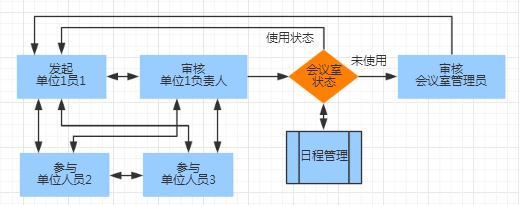 使用状态
未使用
发起
单位1员1
审核
单位1负责人
会议室
状态
审核
会议室管理员
日程管理
参与
单位人员2
参与
单位人员3